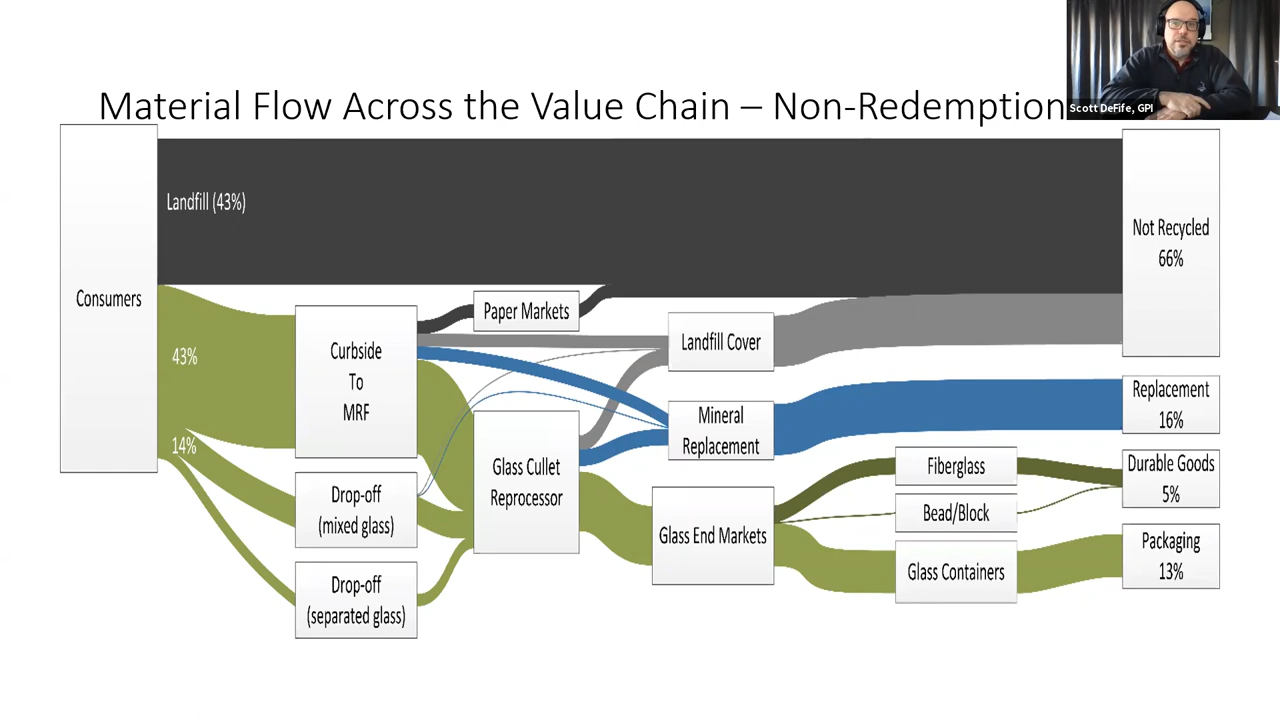 Scott DeFife, GPI
Material Flow Across the Value Chain – Non-Redemption
Consumers
Landfill (43%)
43%
14%
Curbside
To
MRF
Drop-off
(mixed glass)
Drop-off
(separated glass)
Paper Markets
Glass Cullet
Reprocessor
Landfill Cover
Mineral
Replacement
Glass End Markets
Fiberglass
Bead/Block
Glass Containers
Not Recycled
66%
Replacement
16%
Durable Goods
5%
Packaging
13%